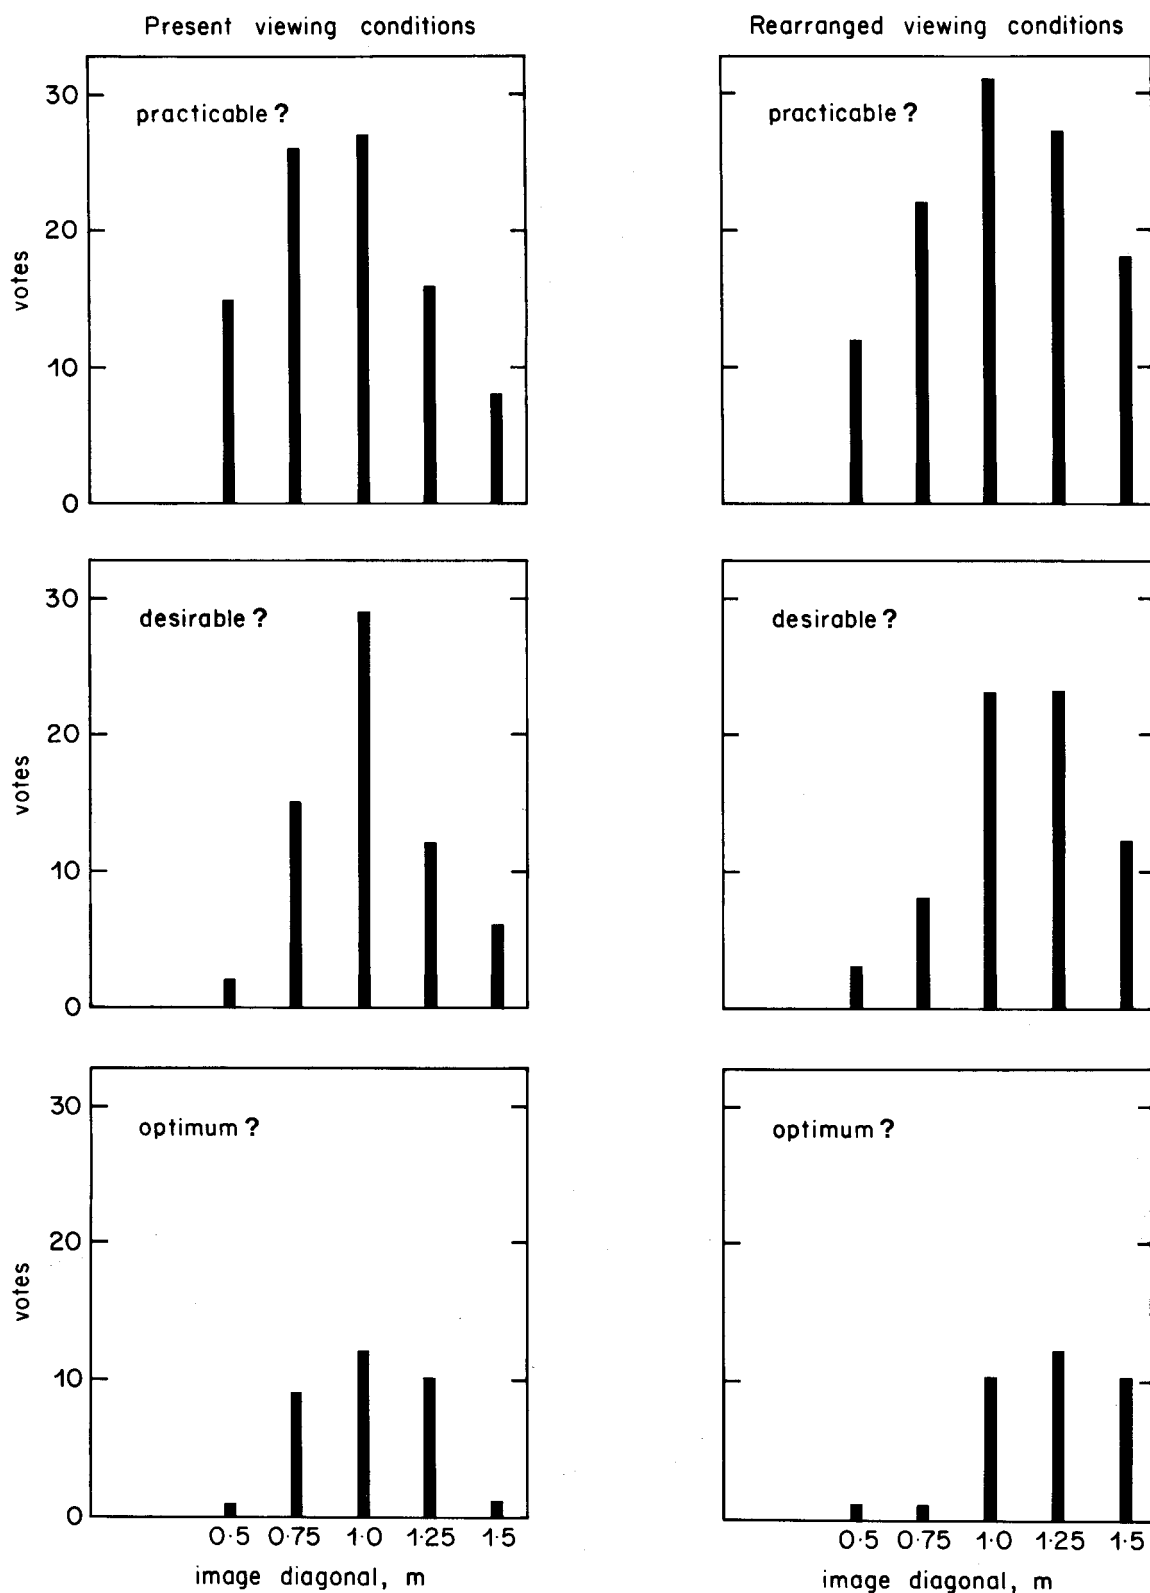 Present viewing conditions
Rearranged viewing conditions
30
practicable?
20
votes
10
0
practicable?
30
desirable?
20
votes
10
0
desirable?
30
optimum?
20
votes
10
0
0·5 0·75 1·0 1·25 1·5
image diagonal, m
optimum?
0·5 0·75 1·0 1·25 1·5
image diagonal, m